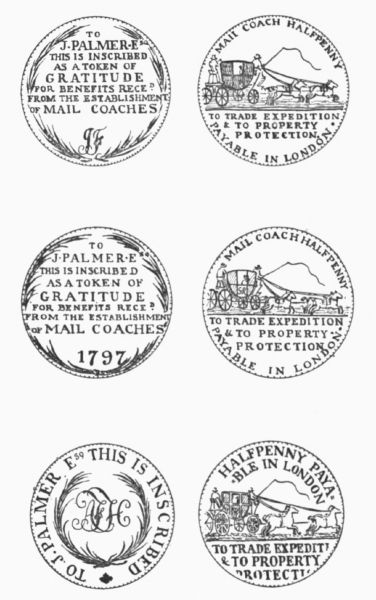 TO
J. PALMER. Esq
THIS IS INSCRIBED
AS A TOKEN OF
GRATITUDE
FOR BENEFITS RECED
FROM THE ESTABLISHMENT
OF MAIL COACHES
MAIL COACH HALFPENNY
TO TRADE EXPEDITION
& TO PROPERTY
PROTECTION.
PAYABLE IN LONDON.
TO
J. PALMER. Esq
THIS IS INSCRIBED
AS A TOKEN OF
GRATITUDE
FOR BENEFITS RECED
FROM THE ESTABLISHMENT
OF MAIL COACHES
1797
MAIL COACH HALFPENNY
TO TRADE EXPEDITION
& TO PROPERTY
PROTECTION
PAYABLE IN LONDON
TO J. PALMER Esq THIS IS INSCRIBED
HALFPENNY PAYA-
BLE IN LONDON
TO TRADE EXPEDITI
& TO PROPERTY
PROTECTI.